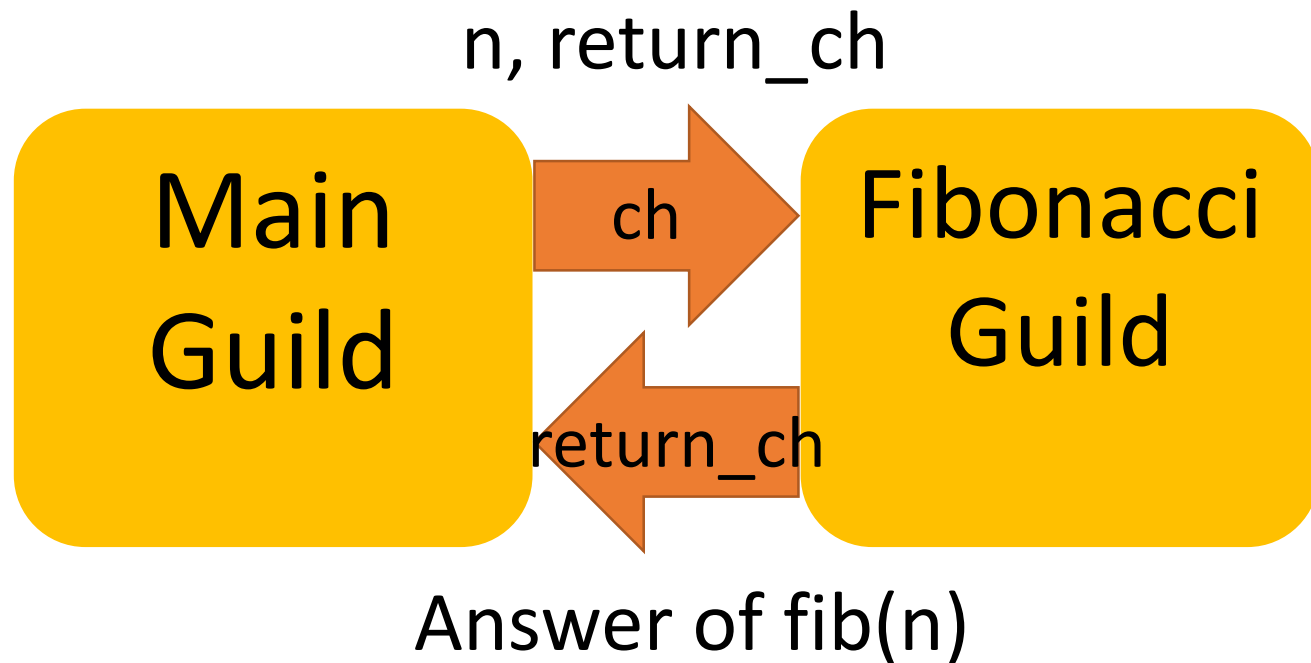 n, return_ch
Main
Guild
ch
Fibonacci
Guild
return_ch
Answer of fib(n)